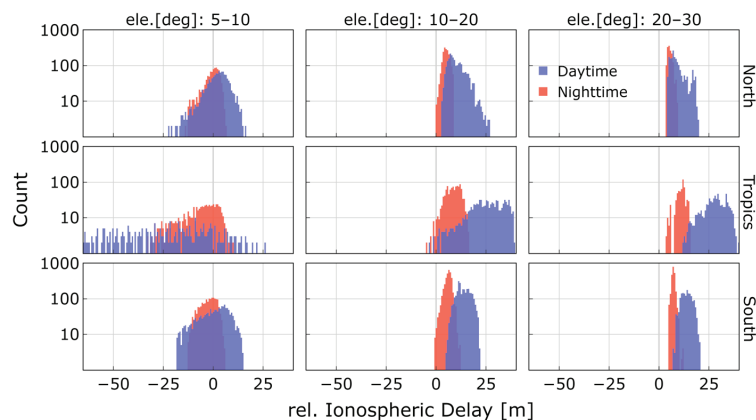 ele.[deg]: 5–10 ele.[deg]: 10–20 ele.[deg]: 20–30
1000
100
10
North
Daytime
Nighttime
1000
100
10
Tropics
Count
1000
100
10
South
−50 −25 0 25 −50 −25 0 25 −50 −25 0 25
rel. Ionospheric Delay [m]